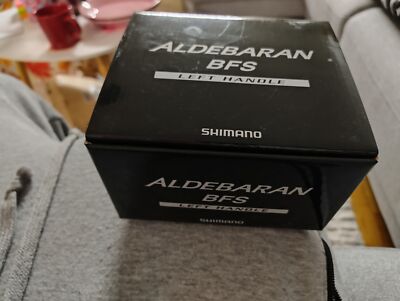 ALDEBARAN
BFS
LEFT HANDLE
SHIMANO
ALDEBARAN
BFS
LEFT HANDLE
SHIMANO